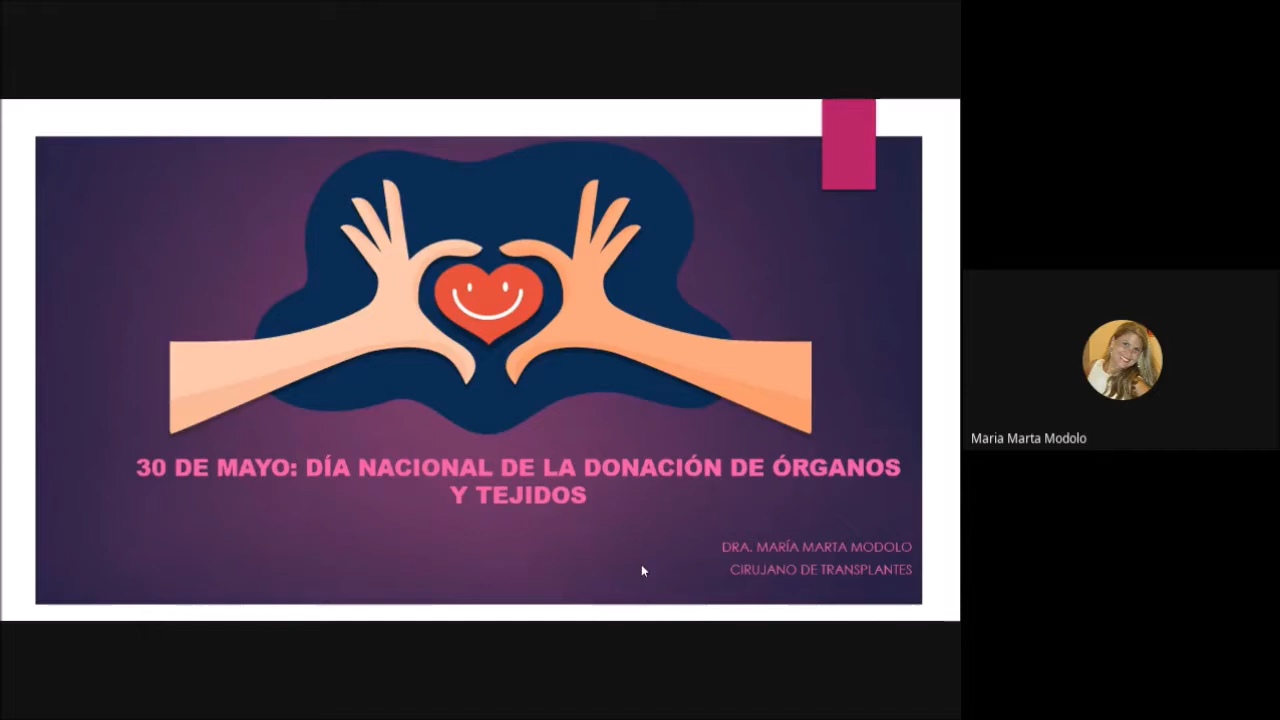 30 DE MAYO: DÍA NACIONAL DE LA DONACIÓN DE ÓRGANOS
Y TEJIDOS
DRA. MARÍA MARTA MODOLO
CIRUJANO DE TRANSPLANTES
Maria Marta Modolo